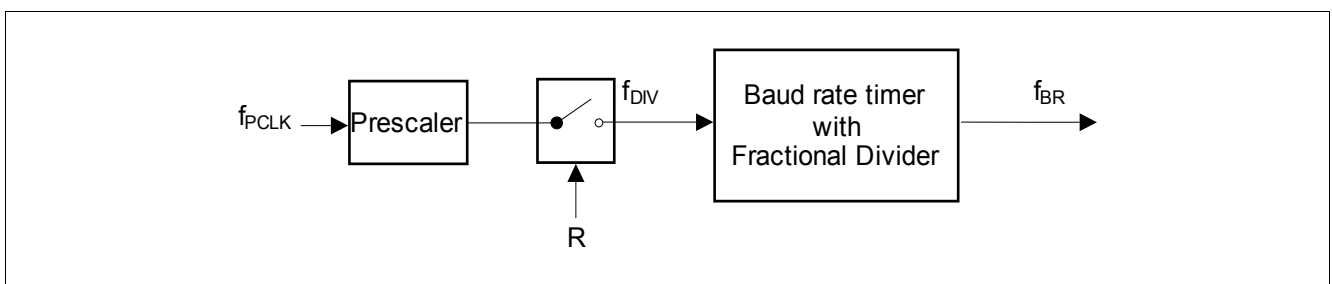 fPCLK
Prescaler
fDIV
R
Baud rate timer
with
Fractional Divider
fBR